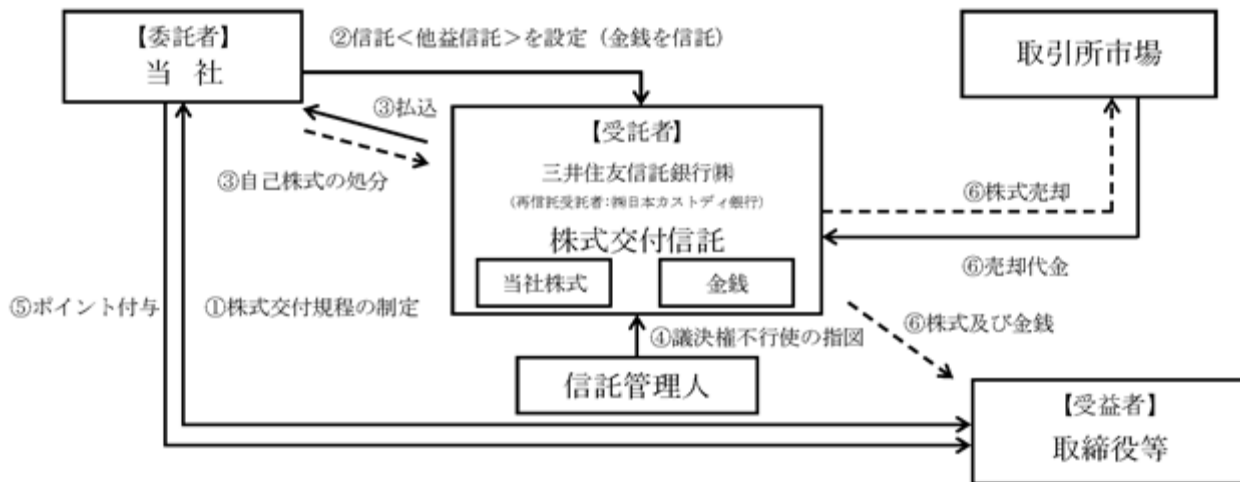 【委託者】
当 社
②信託<他益信託>を設定（金銭を信託）
取引所市場
③払込
③自己株式の処分
【受託者】
三井住友信託銀行㈱
（再信託受託者：㈱日本カストディ銀行）
株式交付信託
当社株式
金銭
⑥株式売却
⑥売却代金
⑤ポイント付与
①株式交付規程の制定
④議決権不行使の指図
⑥株式及び金銭
信託管理人
【受益者】
取締役等